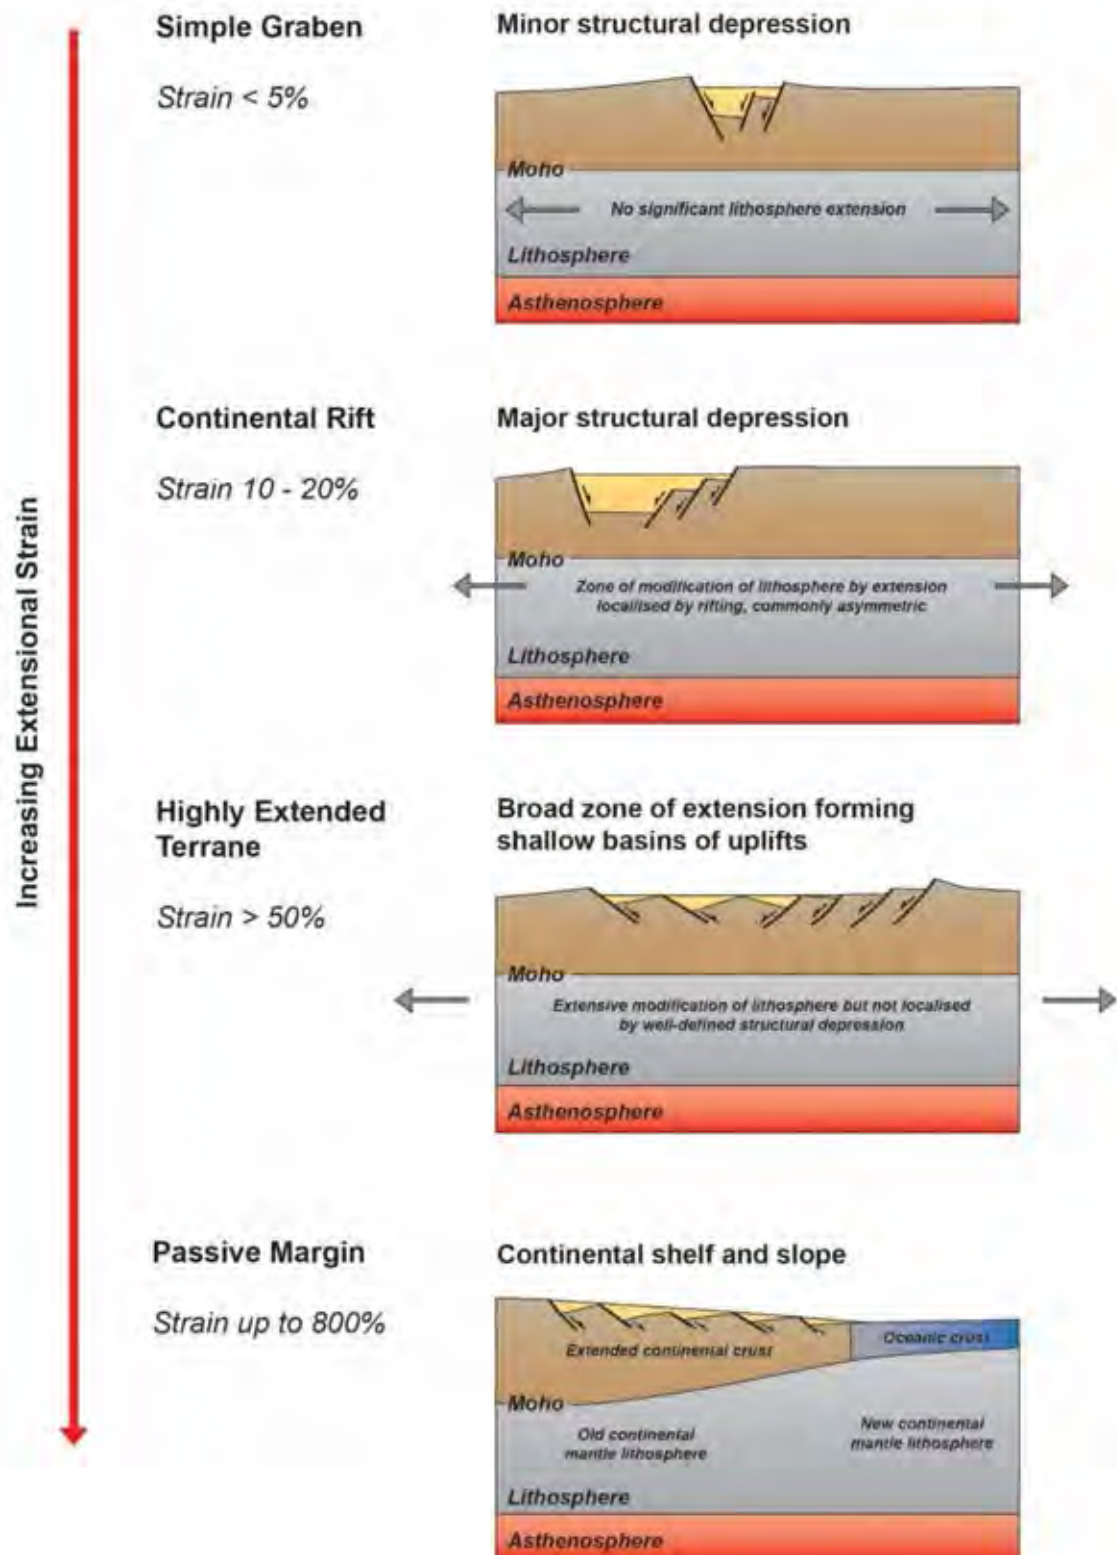 Increasing Extensional Strain
Simple Graben
Strain < 5%
Minor structural depression
Moho
No significant lithosphere extension
Lithosphere
Asthenosphere
Continental Rift
Strain 10 - 20%
Major structural depression
Moho
Zone of modification of lithosphere by extension
localiised by rifting, commonly asymmetric
Lithosphere
Asthenosphere
Highly Extended
Terrane
Strain > 50%
Broad zone of extension forming
shallow basins of uplifts
Moho
Extensive modification of lithosphere but not localised
by well-defined structural depression
Lithosphere
Asthenosphere
Passive Margin
Strain up to 800%
Continental shelf and slope
Extended continental crust
Oceanic crust
Moho
Old continental
mantle lithosphere
New continental
mantle lithosphere
Lithosphere
Asthenosphere